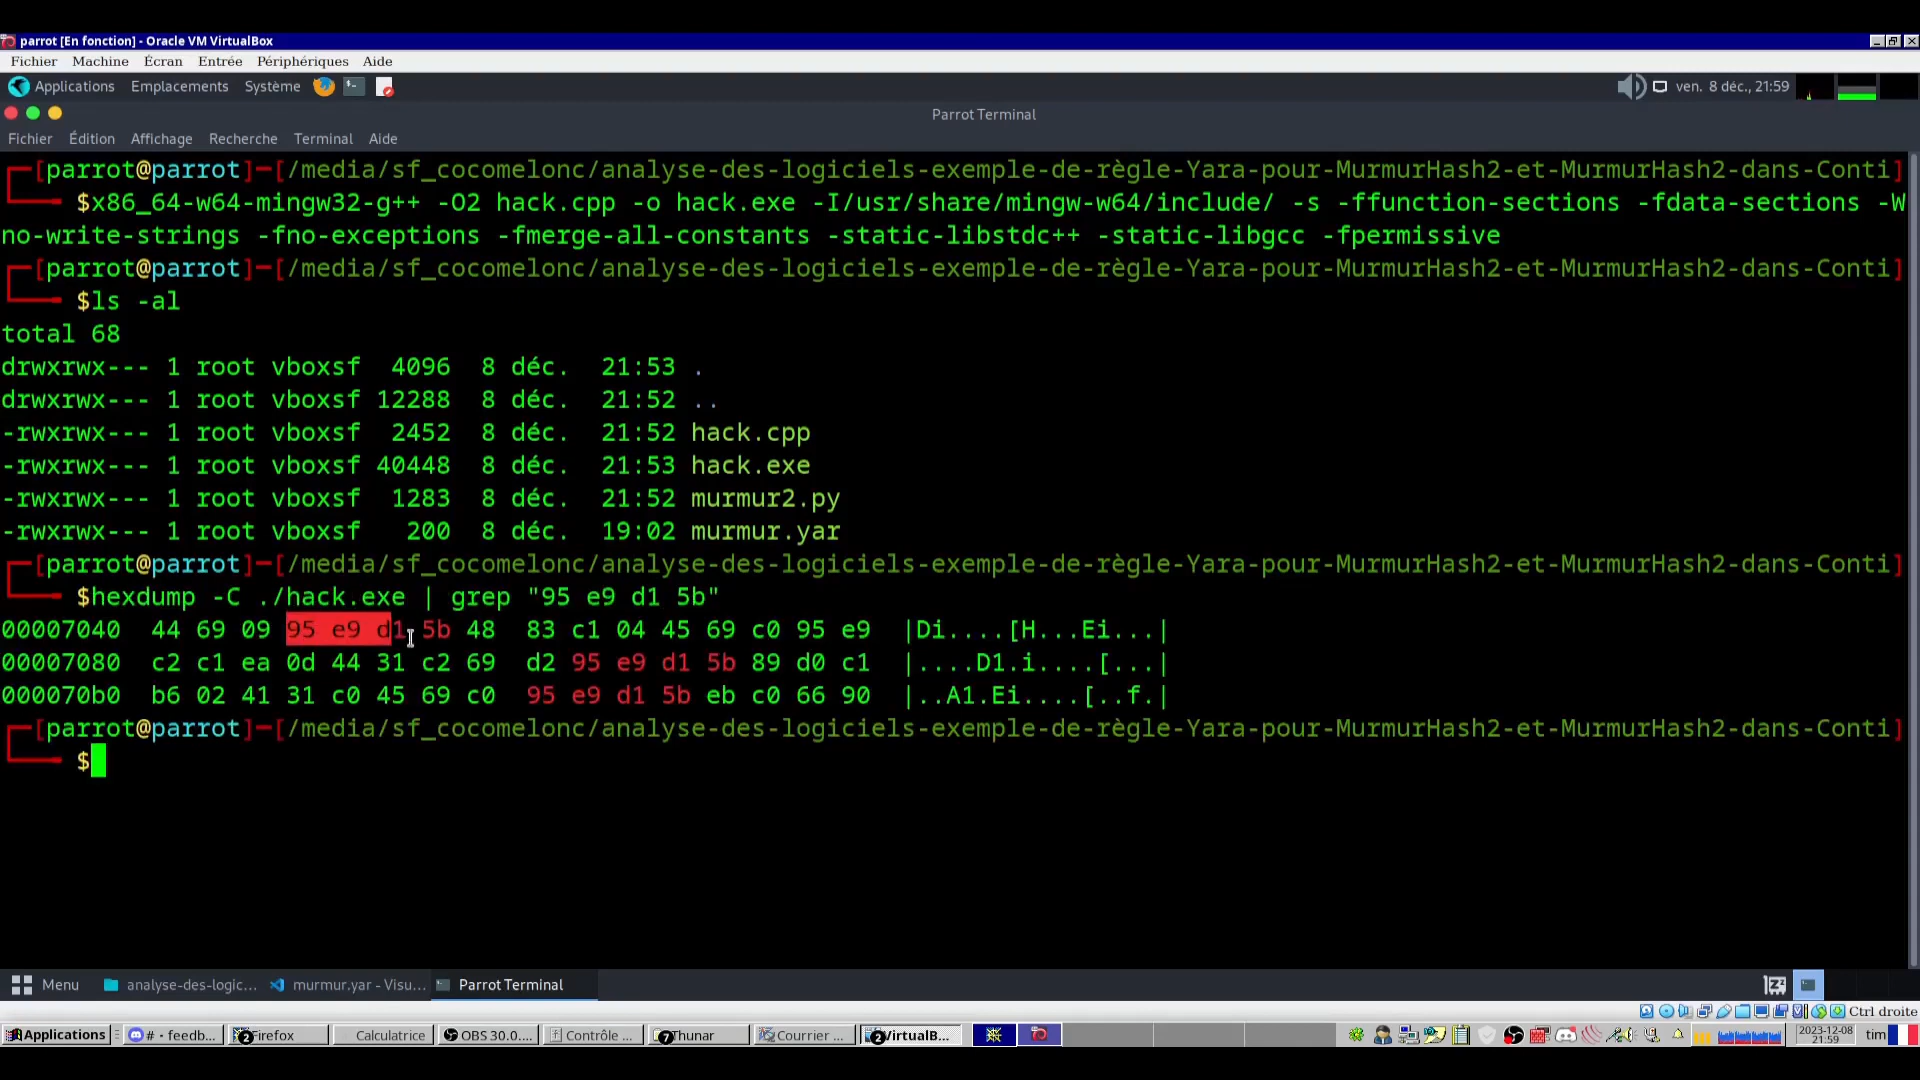 parrot [En fonction] - Oracle VM VirtualBox
Fichier Machine Écran Entrée Périphériques Aide
Applications Emplacements Système ven. 8 déc., 21:59
Parrot Terminal
Fichier Édition Affichage Recherche Terminal Aide
[parrot@parrot]─[/media/sf_cocomelonc/analyse-des-logiciels-exemple-de-règle-Yara-pour-MurmurHash2-et-MurmurHash2-dans-Conti]
$x86_64-w64-mingw32-g++ -O2 hack.cpp -o hack.exe -I/usr/share/mingw-w64/include/ -s -ffunction-sections -fdata-sections -W
no-write-strings -fno-exceptions -fmerge-all-constants -static-libstdc++ -static-libgcc -fpermissive
[parrot@parrot]─[/media/sf_cocomelonc/analyse-des-logiciels-exemple-de-règle-Yara-pour-MurmurHash2-et-MurmurHash2-dans-Conti]
$ls -al
total 68
drwxrwx--- 1 root vboxsf 4096 8 déc. 21:53 .
drwxrwx--- 1 root vboxsf 12288 8 déc. 21:52 ..
-rwxrwx--- 1 root vboxsf 2452 8 déc. 21:52 hack.cpp
-rwxrwx--- 1 root vboxsf 40448 8 déc. 21:53 hack.exe
-rwxrwx--- 1 root vboxsf 1283 8 déc. 21:52 murmur2.py
-rwxrwx--- 1 root vboxsf 200 8 déc. 19:02 murmur.yar
[parrot@parrot]─[/media/sf_cocomelonc/analyse-des-logiciels-exemple-de-règle-Yara-pour-MurmurHash2-et-MurmurHash2-dans-Conti]
$hexdump -C ./hack.exe | grep "95 e9 d1 5b"
00007040 44 69 09 95 e9 d1 5b 48 83 c1 04 45 69 c0 95 e9 |Di....[H...Ei...|
00007080 c2 c1 ea 0d 44 31 c2 69 d2 95 e9 d1 5b 89 d0 c1 |....D1.i....[...|
000070b0 b6 02 41 31 c0 45 69 c0 95 e9 d1 5b eb c0 66 90 |..A1.Ei....[..f.|
[parrot@parrot]─[/media/sf_cocomelonc/analyse-des-logiciels-exemple-de-règle-Yara-pour-MurmurHash2-et-MurmurHash2-dans-Conti]
$
Menu analyse-des-logic... murmur.yar - Visu... Parrot Terminal
Ctrl droite
Applications # - feedb... 2 Firefox Calculatrice OBS 30.0.... Contrôle ... 7 Thunar Courrier ... 2 VirtualB... 2023-12-08 tim
21:59